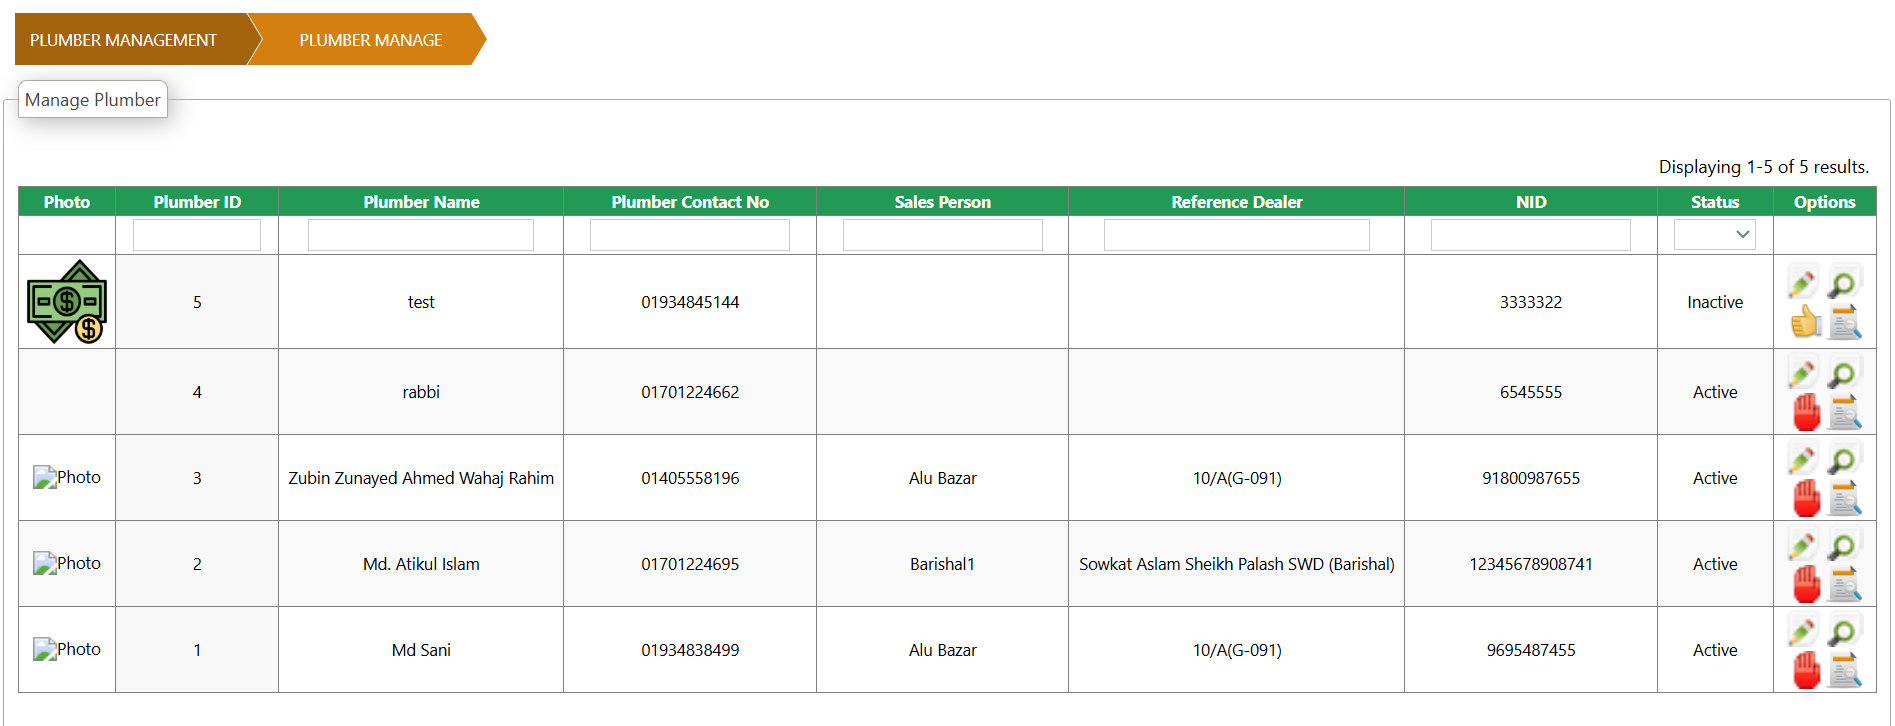 PLUMBER MANAGEMENT PLUMBER MANAGE
Manage Plumber
Displaying 1-5 of 5 results.
Photo Plumber ID Plumber Name Plumber Contact No Sales Person Reference Dealer NID Status Options
5 test 01934845144 3333322 Inactive
4 rabbi 01701224662 6545555 Active
Photo 3 Zubin Zunayed Ahmed Wahaj Rahim 01405558196 Alu Bazar 10/A(G-091) 91800987655 Active
Photo 2 Md. Atikul Islam 01701224695 Barishal1 Sowkat Aslam Sheikh Palash SWD (Barishal) 12345678908741 Active
Photo 1 Md Sani 01934838499 Alu Bazar 10/A(G-091) 9695487455 Active